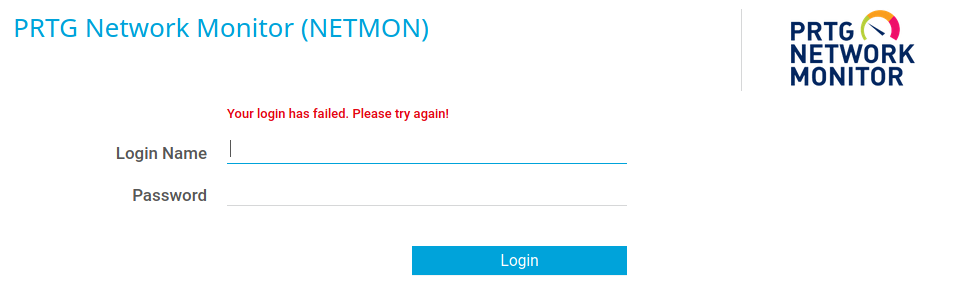 PRTG Network Monitor (NETMON)
PRTG
NETWORK
MONITOR
Your login has failed. Please try again!
Login Name
Password
Login